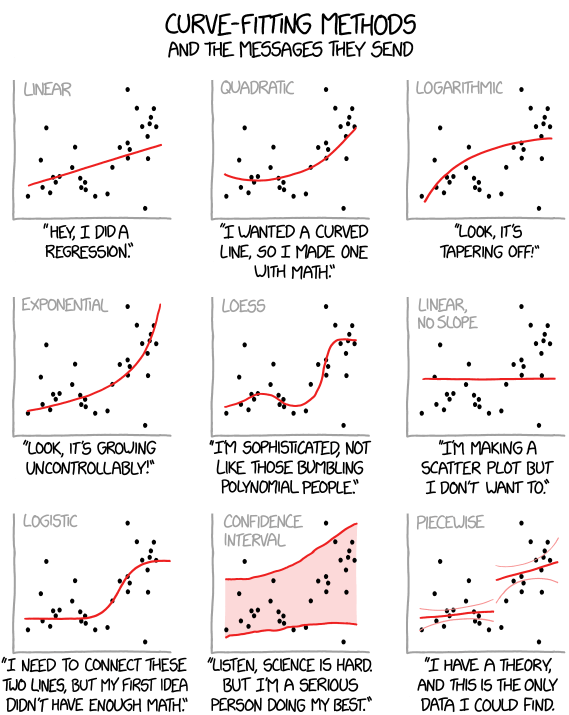 CURVE-FITTING METHODS
AND THE MESSAGES THEY SEND
LINEAR
"HEY, I DID A
REGRESSION."
QUADRATIC
"I WANTED A CURVED
LINE, SO I MADE ONE
WITH MATH."
LOGARITHMIC
"LOOK, IT'S
TAPERING OFF!"
EXPONENTIAL
"LOOK, IT'S GROWING
UNCONTROLLABLY!"
LOESS
"I'M SOPHISTICATED, NOT
LIKE THOSE BUMBLING
POLYNOMIAL PEOPLE."
LINEAR,
NO SLOPE
"I'M MAKING A
SCATTER PLOT BUT
I DON'T WANT TO."
LOGISTIC
"I NEED TO CONNECT THESE
TWO LINES, BUT MY FIRST IDEA
DIDN'T HAVE ENOUGH MATH."
CONFIDENCE
INTERVAL
"LISTEN, SCIENCE IS HARD.
BUT I'M A SERIOUS
PERSON DOING MY BEST."
PIECEWISE
"I HAVE A THEORY,
AND THIS IS THE ONLY
DATA I COULD FIND.